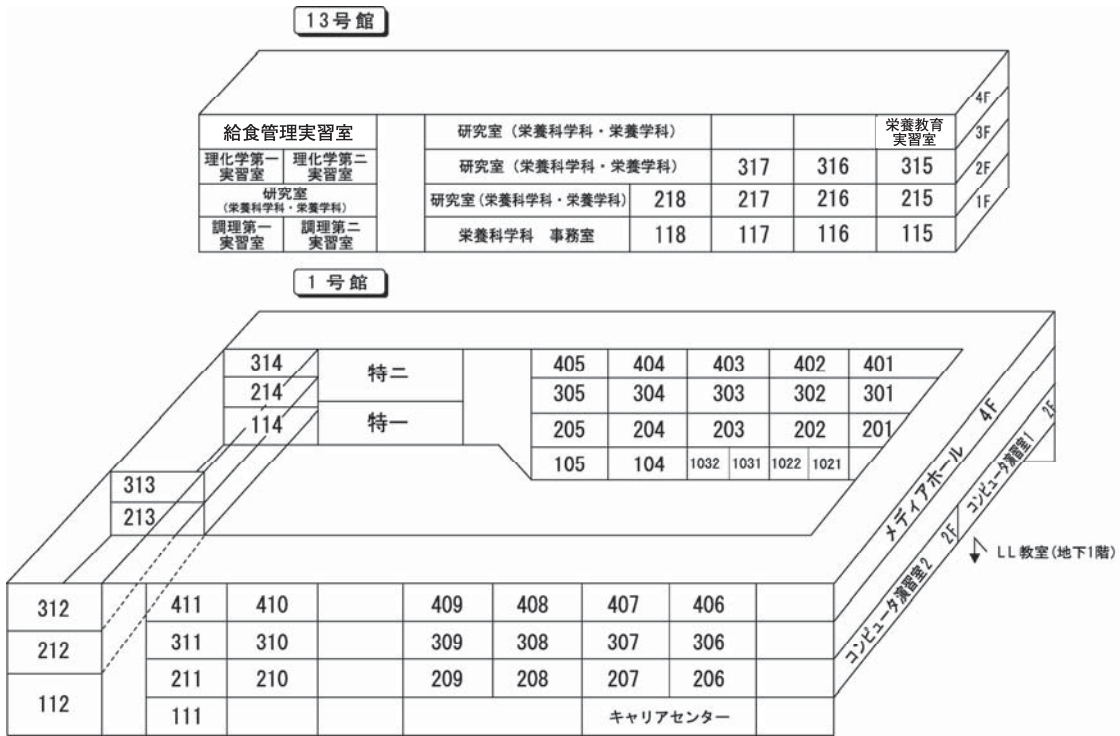 13号館
4F
給食管理実習室
研究室(栄養科学科・栄養学科)
栄養教育
実習室
3F
理化学第一
実習室
理化学第二
実習室
研究室(栄養科学科・栄養学科)
317
316
315
2F
研究室
(栄養科学科・栄養学科)
研究室(栄養科学科・栄養学科)
218
217
216
215
1F
調理第一
実習室
調理第二
実習室
栄養科学科 事務室
118
117
116
115
1号館
314
特二
405
404
403
402
401
214
305
304
303
302
301
114
特一
205
204
203
202
201
105
104
1032
1031
1022
1021
313
213
メディアホール 4F
コンピュータ演習室1 2F
コンピュータ演習室2 2F
LL教室(地下1階)
312
411
410
409
408
407
406
212
311
310
309
308
307
306
211
210
209
208
207
206
112
111
キャリアセンター